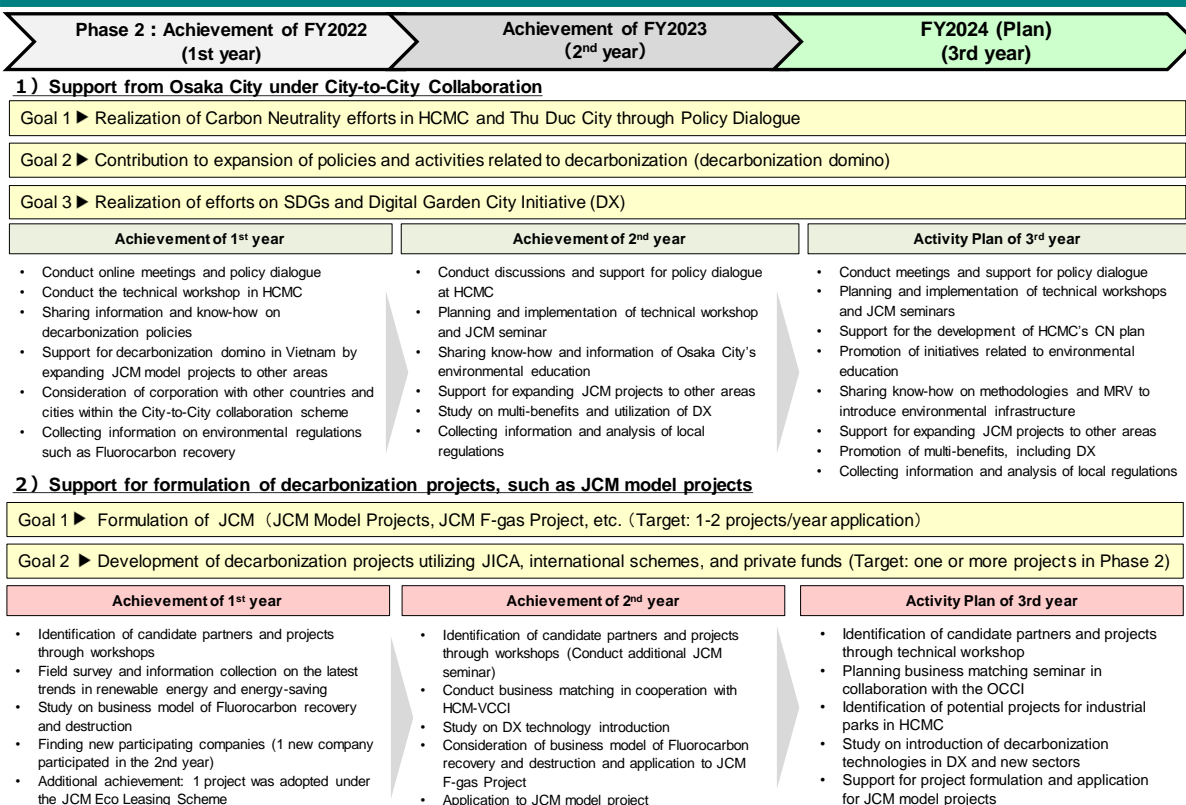 Phase 2：Achievement of FY2022
(1st year)
Achievement of FY2023
（2nd year）
FY2024 (Plan)
(3rd year)
1）Support from Osaka City under City-to-City Collaboration
Goal 1 ▶ Realization of Carbon Neutrality efforts in HCMC and Thu Duc City through Policy Dialogue
Goal 2 ▶ Contribution to expansion of policies and activities related to decarbonization (decarbonization domino)
Goal 3 ▶ Realization of efforts on SDGs and Digital Garden City Initiative (DX)
Achievement of 1st year
• Conduct online meetings and policy dialogue
• Conduct the technical workshop in HCMC
• Sharing information and know-how on
decarbonization policies
• Support for decarbonization domino in Vietnam by
expanding JCM model projects to other areas
• Consideration of corporation with other countries and
cities within the City-to-City collaboration scheme
• Collecting information on environmental regulations
such as Fluorocarbon recovery
Achievement of 2nd year
• Conduct discussions and support for policy dialogue
at HCMC
• Planning and implementation of technical workshop
and JCM seminar
• Sharing know-how and information of Osaka City's
environmental education
• Support for expanding JCM projects to other areas
• Study on multi-benefits and utilization of DX
• Collecting information and analysis of local
regulations
Activity Plan of 3rd year
• Conduct meetings and support for policy dialogue
• Planning and implementation of technical workshops
and JCM seminars
• Support for the development of HCMC's CN plan
• Promotion of initiatives related to environmental
education
• Sharing know-how on methodologies and MRV to
introduce environmental infrastructure
• Support for expanding JCM projects to other areas
• Promotion of multi-benefits, including DX
• Collecting information and analysis of local regulations
2）Support for formulation of decarbonization projects, such as JCM model projects
Goal 1 ▶ Formulation of JCM（JCM Model Projects, JCM F-gas Project, etc.（Target: 1-2 projects/year application）
Goal 2 ▶ Development of decarbonization projects utilizing JICA, international schemes, and private funds (Target: one or more projects in Phase 2)
Achievement of 1st year
• Identification of candidate partners and projects
through workshops
• Field survey and information collection on the latest
trends in renewable energy and energy-saving
• Study on business model of Fluorocarbon recovery
and destruction
• Finding new participating companies (1 new company
participated in the 2nd year)
• Additional achievement: 1 project was adopted under
the JCM Eco Leasing Scheme
Achievement of 2nd year
• Identification of candidate partners and projects
through workshops (Conduct additional JCM
seminar)
• Conduct business matching in cooperation with
HCM-VCCI
• Study on DX technology introduction
• Consideration of business model of Fluorocarbon
recovery and destruction and application to JCM
F-gas Project
• Application to JCM model project
Activity Plan of 3rd year
• Identification of candidate partners and projects
through technical workshop
• Planning business matching seminar in
collaboration with the OCCI
• Identification of potential projects for industrial
parks in HCMC
• Study on introduction of decarbonization
technologies in DX and new sectors
• Support for project formulation and application
for JCM model projects